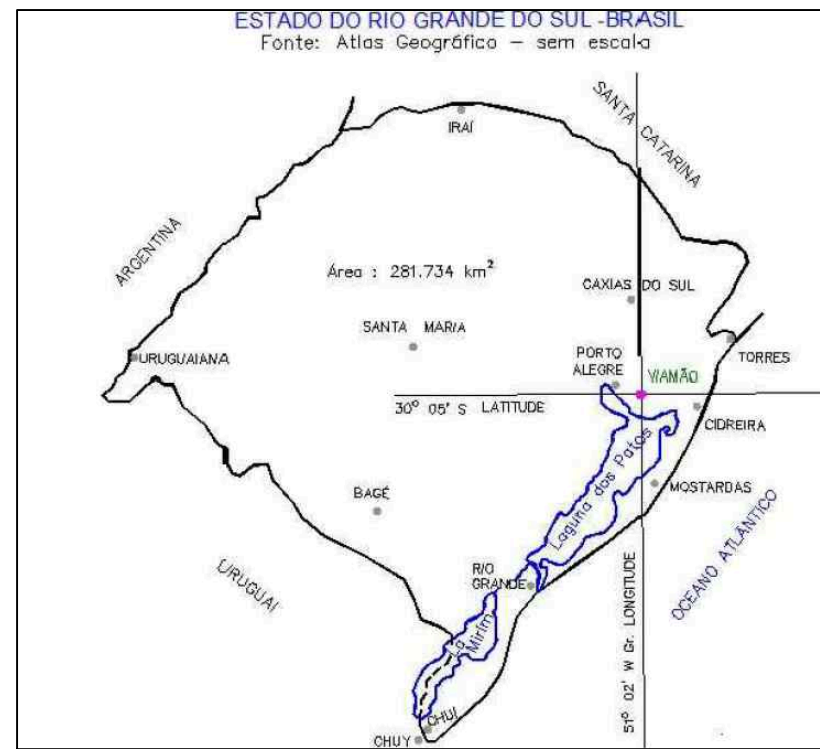 ESTADO DO RIO GRANDE DO SUL -BRASIL
Fonte: Atlas Geográfico – sem escala
SANTA CATARINA
IRAÍ
ARGENTINA
Área : 281.734 km²
CAXIAS DO SUL
SANTA MARIA
URUGUAIANA
PORTO
ALEGRE
VIAMÃO
TORRES
30º 05' S LATITUDE
CIDREIRA
Laguna dos Patos
MOSTARDAS
BAGÉ
OCEANO ATLÂNTICO
URUGUAI
RIO
GRANDE
La
Mirim
51º 02' W Gr. LONGITUDE
CHUÍ
CHUY